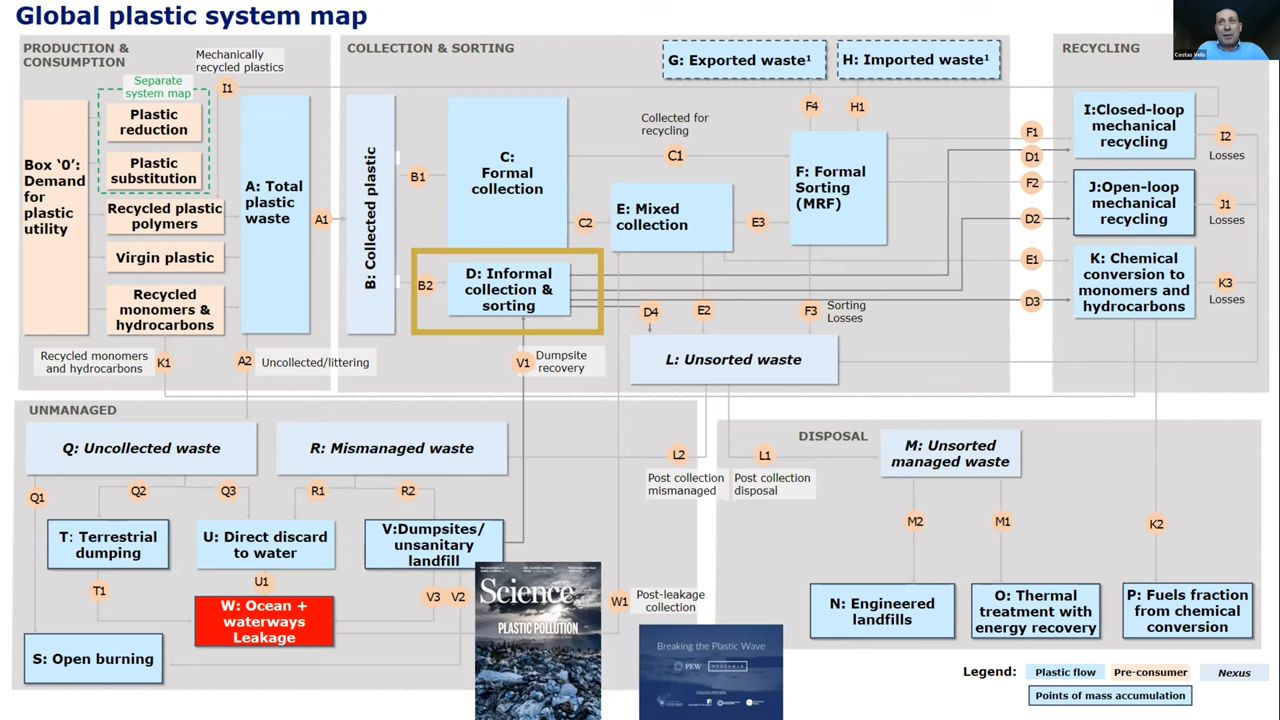 Global plastic system map
Costas Velis
PRODUCTION &
CONSUMPTION
Mechanically
recycled plastics
Separate
system map
I1
Box ‘0’:
Demand
for
plastic
utility
Plastic
reduction
Plastic
substitution
Recycled plastic
polymers
Virgin plastic
Recycled
monomers &
hydrocarbons
A: Total
plastic
waste
A1
Recycled monomers
and hydrocarbons
K1
A2
Uncollected/littering
COLLECTION & SORTING
G: Exported waste¹
H: Imported waste¹
B: Collected plastic
B1
C:
Formal
collection
Collected for
recycling
C1
F4
H1
C2
E: Mixed
collection
E3
F: Formal
Sorting
(MRF)
B2
D: Informal
collection &
sorting
D4
E2
F3
Sorting
Losses
V1
Dumpsite
recovery
L: Unsorted waste
RECYCLING
F1
D1
F2
D2
E1
D3
I:Closed-loop
mechanical
recycling
I2
Losses
J:Open-loop
mechanical
recycling
J1
Losses
K: Chemical
conversion to
monomers and
hydrocarbons
K3
Losses
UNMANAGED
Q: Uncollected waste
R: Mismanaged waste
Q1
Q2
Q3
R1
R2
T: Terrestrial
dumping
U: Direct discard
to water
V:Dumpsites/
unsanitary
landfill
T1
U1
V3
V2
W: Ocean +
waterways
Leakage
S: Open burning
L2
Post collection
mismanaged
L1
Post collection
disposal
W1
Post-leakage
collection
Science
PLASTIC POLLUTION
Breaking the Plastic Wave
PEW
DISPOSAL
M: Unsorted
managed waste
M2
M1
K2
N: Engineered
landfills
O: Thermal
treatment with
energy recovery
P: Fuels fraction
from chemical
conversion
Legend:
Plastic flow
Pre-consumer
Nexus
Points of mass accumulation